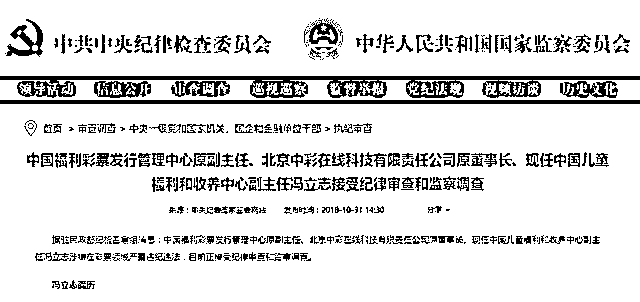 中共中央纪律检查委员会 中华人民共和国国家监察委员会
领导活动 信息公开 审查调查 巡视巡察 监督举报 党纪法规 视频访谈 历史文化
首页 > 审查调查 > 中央一级党和国家机关、国企和金融单位干部 > 执纪审查
中国福利彩票发行管理中心原副主任、北京中彩在线科技有限责任公司原董事长、现任中国儿童
福利和收养中心副主任冯立志接受纪律审查和监察调查
来源：中央纪委国家监委网站 发布时间：2018-10-31 14:30 分享
据驻民政部纪检监察组消息：中国福利彩票发行管理中心原副主任、北京中彩在线科技有限责任公司原董事长、现任中国儿童福利和收养中心副主
任冯立志涉嫌在彩票领域严重违纪违法，目前正接受纪律审查和监察调查。
冯立志简历